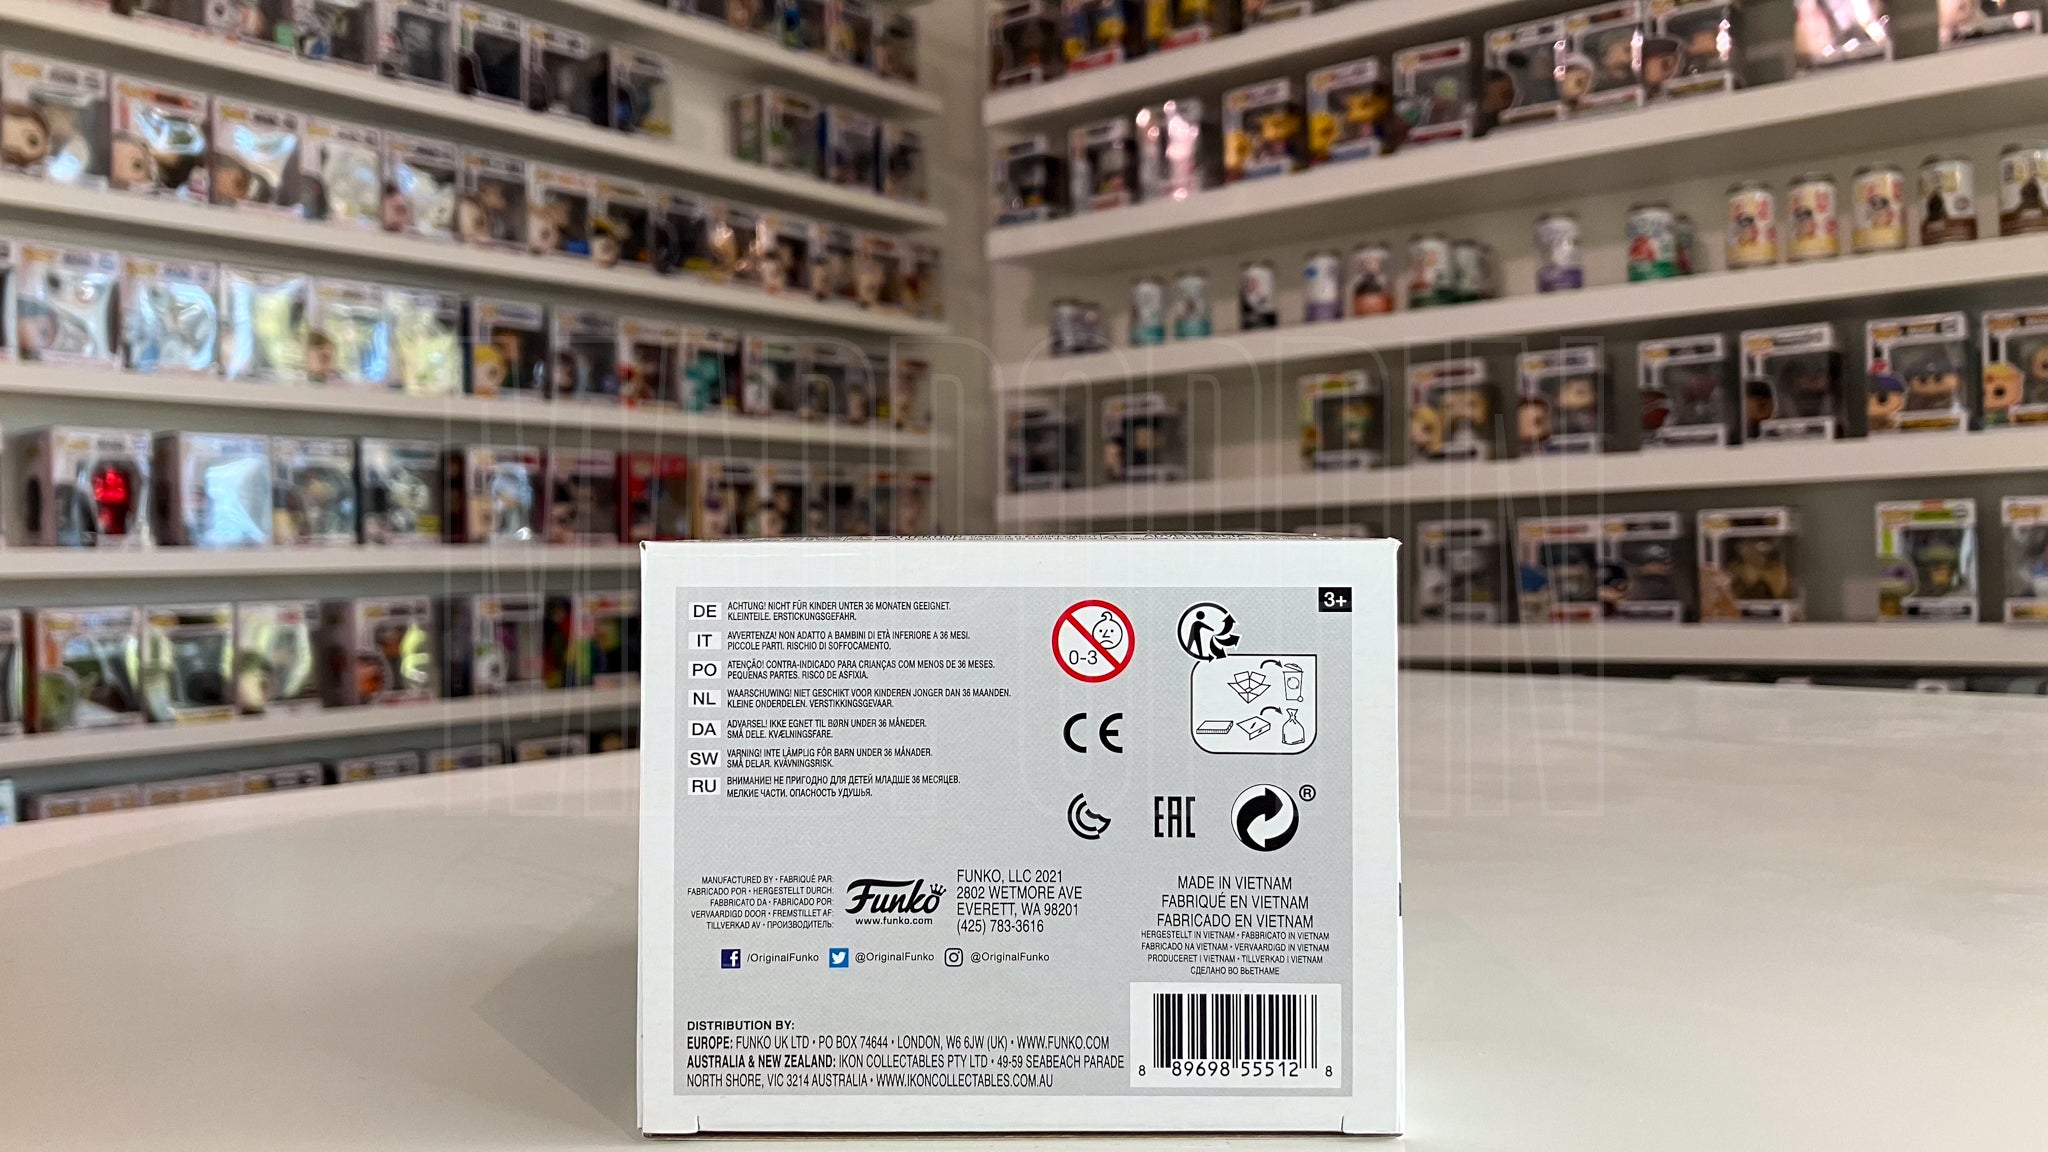 MARPOPPIN
3+
DE ACHTUNG! NICHT FÜR KINDER UNTER 36 MONATEN GEEIGNET.
KLEINTEILE. ERSTICKUNGSGEFAHR.
IT AVVERTENZA! NON ADATTO A BAMBINI DI ETÀ INFERIORE A 36 MESI.
PICCOLE PARTI. RISCHIO DI SOFFOCAMENTO.
PO ATENÇÃO! CONTRA-INDICADO PARA CRIANÇAS COM MENOS DE 36 MESES.
PEQUENAS PARTES. RISCO DE ASFIXIA.
NL WAARSCHUWING! NIET GESCHIKT VOOR KINDEREN JONGER DAN 36 MAANDEN.
KLEINE ONDERDELEN. VERSTIKKINGSGEVAAR.
DA ADVARSEL! IKKE EGNET TIL BØRN UNDER 36 MÅNEDER.
SMÅ DELE. KVÆLNINGSFARE.
SW VARNING! INTE LÄMPLIG FÖR BARN UNDER 36 MÅNADER.
SMÅ DELAR. KVÄVNINGSRISK.
RU ВНИМАНИЕ! НЕ ПРИГОДНО ДЛЯ ДЕТЕЙ МЛАДШЕ 36 МЕСЯЦЕВ.
МЕЛКИЕ ЧАСТИ. ОПАСНОСТЬ УДУШЬЯ.
0-3
CE
EAC
®
MANUFACTURED BY • FABRIQUÉ PAR:
FABRICADO POR • HERGESTELLT DURCH:
FABBRICATO DA • FABRICADO POR:
VERVAARDIGD DOOR • FREMSTILLET AF:
TILLVERKAD AV • ПРОИЗВОДИТЕЛЬ:
Funko
www.funko.com
FUNKO, LLC 2021
2802 WETMORE AVE
EVERETT, WA 98201
(425) 783-3616
/OriginalFunko @OriginalFunko @OriginalFunko
MADE IN VIETNAM
FABRIQUÉ EN VIETNAM
FABRICADO EN VIETNAM
HERGESTELLT IN VIETNAM • FABBRICATO IN VIETNAM
FABRICADO NA VIETNAM • VERVAARDIGD IN VIETNAM
PRODUCERET I VIETNAM • TILLVERKAD I VIETNAM
СДЕЛАНО ВО ВЬЕТНАМЕ
DISTRIBUTION BY:
EUROPE: FUNKO UK LTD • PO BOX 74644 • LONDON, W6 6JW (UK) • WWW.FUNKO.COM
AUSTRALIA & NEW ZEALAND: IKON COLLECTABLES PTY LTD • 49-59 SEABEACH PARADE
NORTH SHORE, VIC 3214 AUSTRALIA • WWW.IKONCOLLECTABLES.COM.AU
8 89698 55512 8